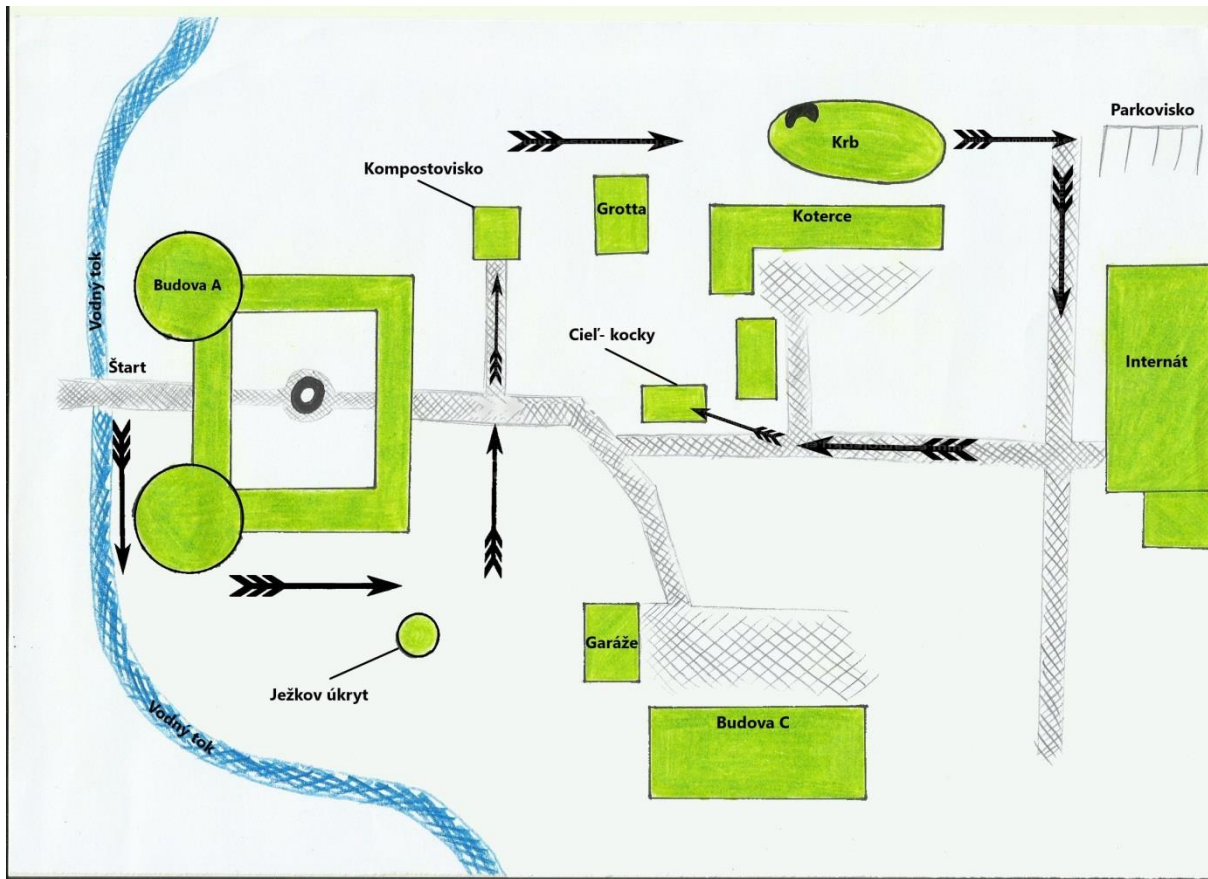 Parkovisko
Krb
Kompostovisko
Grotta
Koterce
Vodný tok
Budova A
Cieľ- kocky
Internát
Štart
Garáže
Ježkov úkryt
Vodný tok
Budova C